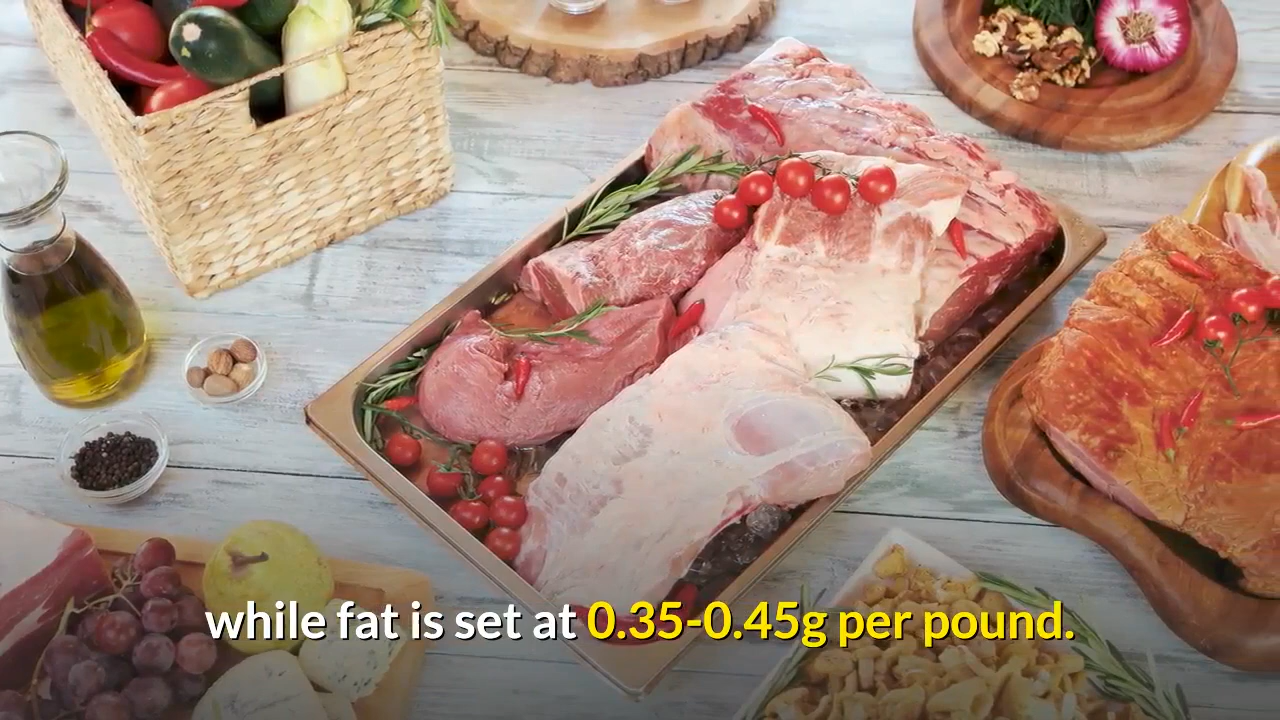 while fat is set at 0.35-0.45g per pound.